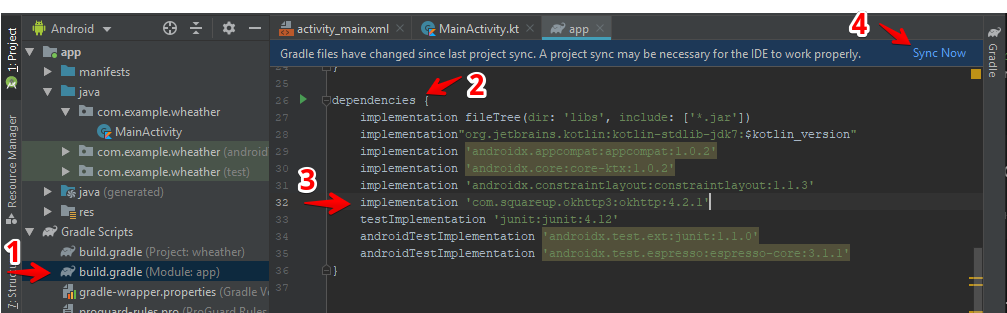 Android
activity_main.xml
MainActivity.kt
app
4
1: Project
Resource Manager
Gradle
Gradle files have changed since last project sync. A project sync may be necessary for the IDE to work properly.
Sync Now
app
manifests
java
com.example.wheather
MainActivity
com.example.wheather (android
com.example.wheather (test)
java (generated)
res
Gradle Scripts
1
build.gradle (Project: wheather)
build.gradle (Module: app)
gradle-wrapper.properties (Gradle Ve
proguard-rules.pro (ProGuard Rules
24 }
25
2
26 dependencies {
27 implementation fileTree(dir: 'libs', include: ['*.jar'])
28 implementation"org.jetbrains.kotlin:kotlin-stdlib-jdk7:$kotlin_version"
29 implementation 'androidx.appcompat:appcompat:1.0.2'
30 implementation 'androidx.core:core-ktx:1.0.2'
31 implementation 'androidx.constraintlayout:constraintlayout:1.1.3'
3
32 implementation 'com.squareup.okhttp3:okhttp:4.2.1'
33 testImplementation 'junit:junit:4.12'
34 androidTestImplementation 'androidx.test.ext:junit:1.1.0'
35 androidTestImplementation 'androidx.test.espresso:espresso-core:3.1.1'
36 }
37